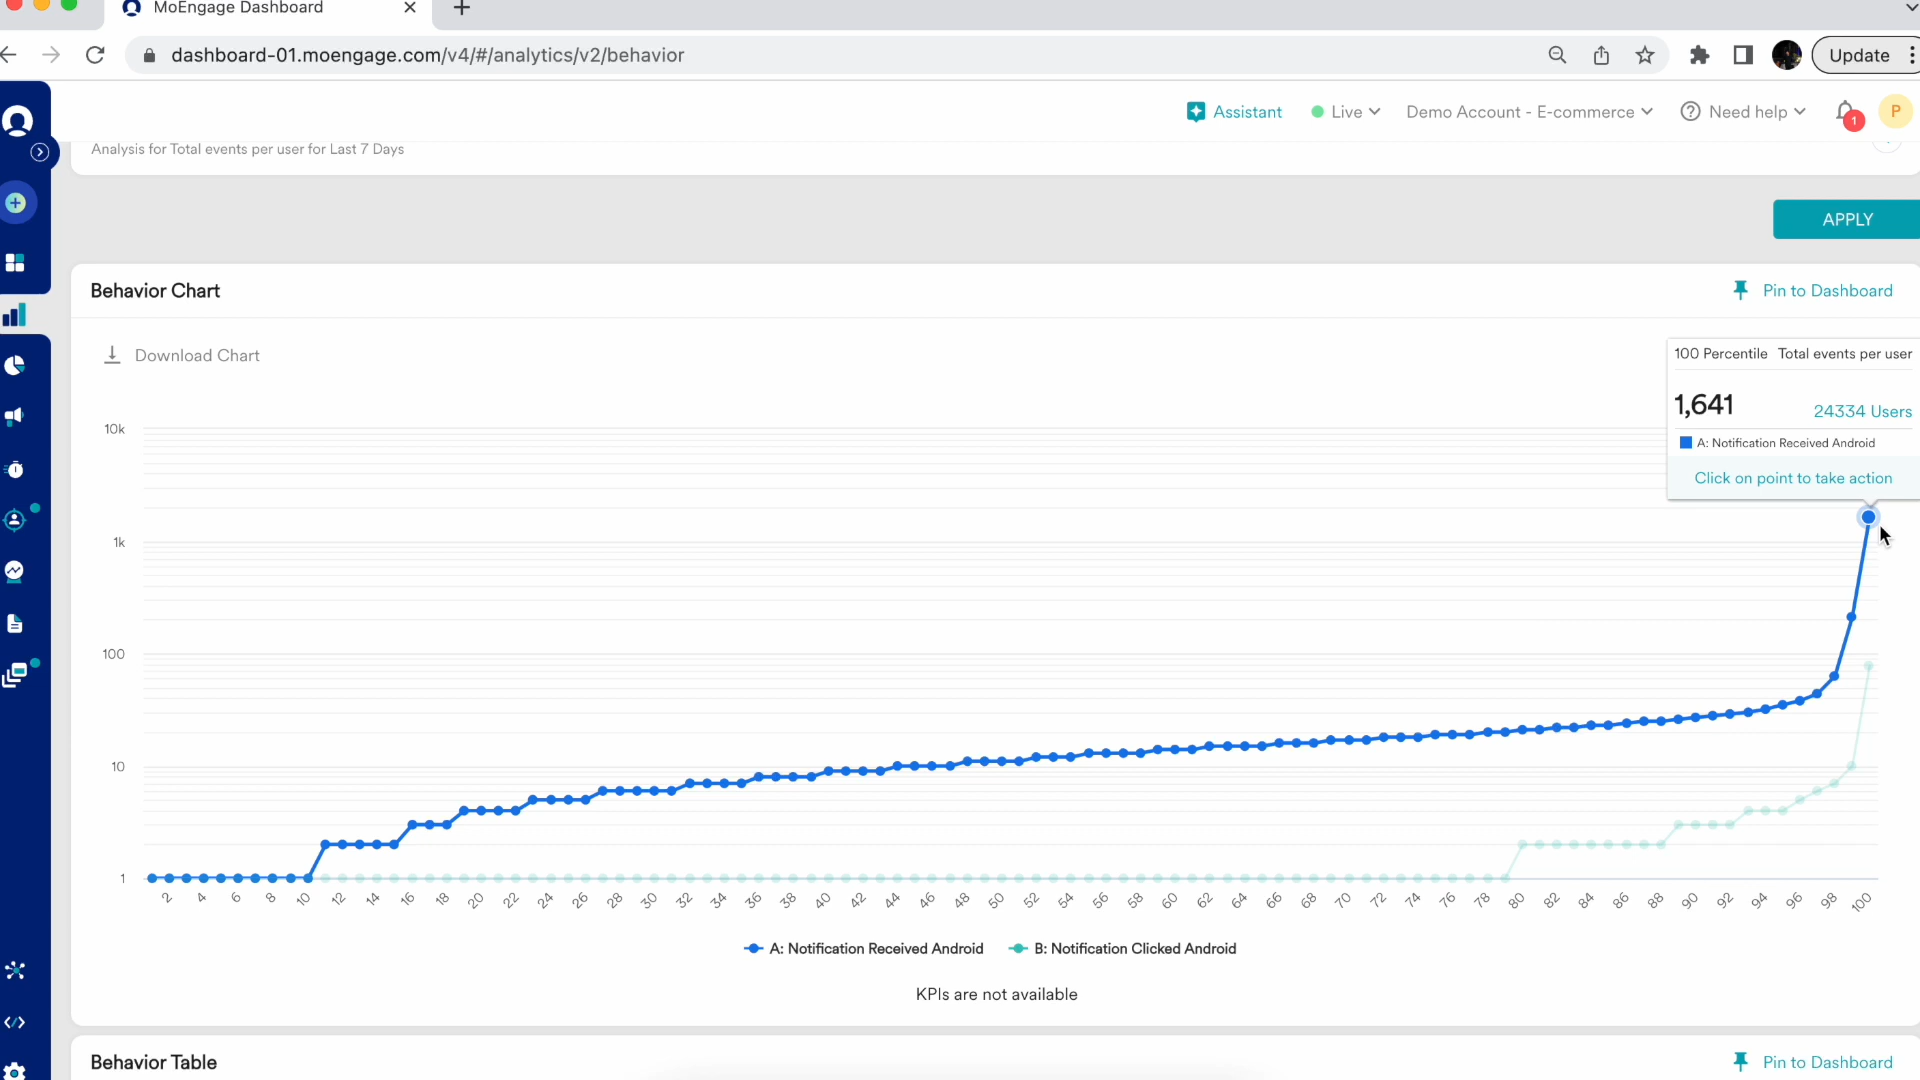 MoEngage Dashboard
dashboard-01.moengage.com/v4/#/analytics/v2/behavior
Update
Assistant
Live
Demo Account - E-commerce
Need help
1
P
Analysis for Total events per user for Last 7 Days
APPLY
Behavior Chart
Pin to Dashboard
Download Chart
100 Percentile Total events per user
1,641
24334 Users
A: Notification Received Android
Click on point to take action
10k
1k
100
10
1
2 4 6 8 10 12 14 16 18 20 22 24 26 28 30 32 34 36 38 40 42 44 46 48 50 52 54 56 58 60 62 64 66 68 70 72 74 76 78 80 82 84 86 88 90 92 94 96 98 100
A: Notification Received Android B: Notification Clicked Android
KPIs are not available
Behavior Table
Pin to Dashboard